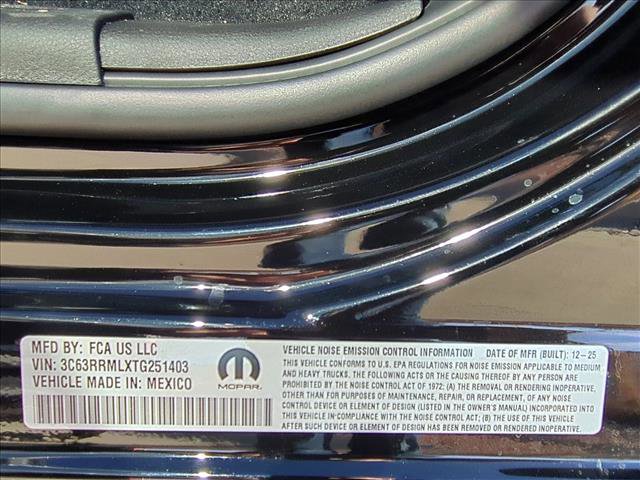 MFD BY: FCA US LLC
VIN: 3C63RRMLXTG251403
VEHICLE MADE IN: MEXICO
MOPAR
VEHICLE NOISE EMISSION CONTROL INFORMATION DATE OF MFR (BUILT): 12-25
THIS VEHICLE CONFORMS TO U.S. EPA REGULATIONS FOR NOISE EMISSION APPLICABLE TO MEDIUM
AND HEAVY TRUCKS. THE FOLLOWING ACTS OR THE CAUSING THEREOF BY ANY PERSON ARE
PROHIBITED BY THE NOISE CONTROL ACT OF 1972: (A) THE REMOVAL OR RENDERING INOPERATIVE,
OTHER THAN FOR PURPOSES OF MAINTENANCE, REPAIR, OR REPLACEMENT, OF ANY NOISE CONTROL
DEVICE OR ELEMENT OF DESIGN (LISTED IN THE OWNER'S MANUAL) INCORPORATED INTO THIS
VEHICLE IN COMPLIANCE WITH THE NOISE CONTROL ACT; (B) THE USE OF THIS VEHICLE AFTER
SUCH DEVICE OR ELEMENT OF DESIGN HAS BEEN REMOVED OR RENDERED INOPERATIVE.